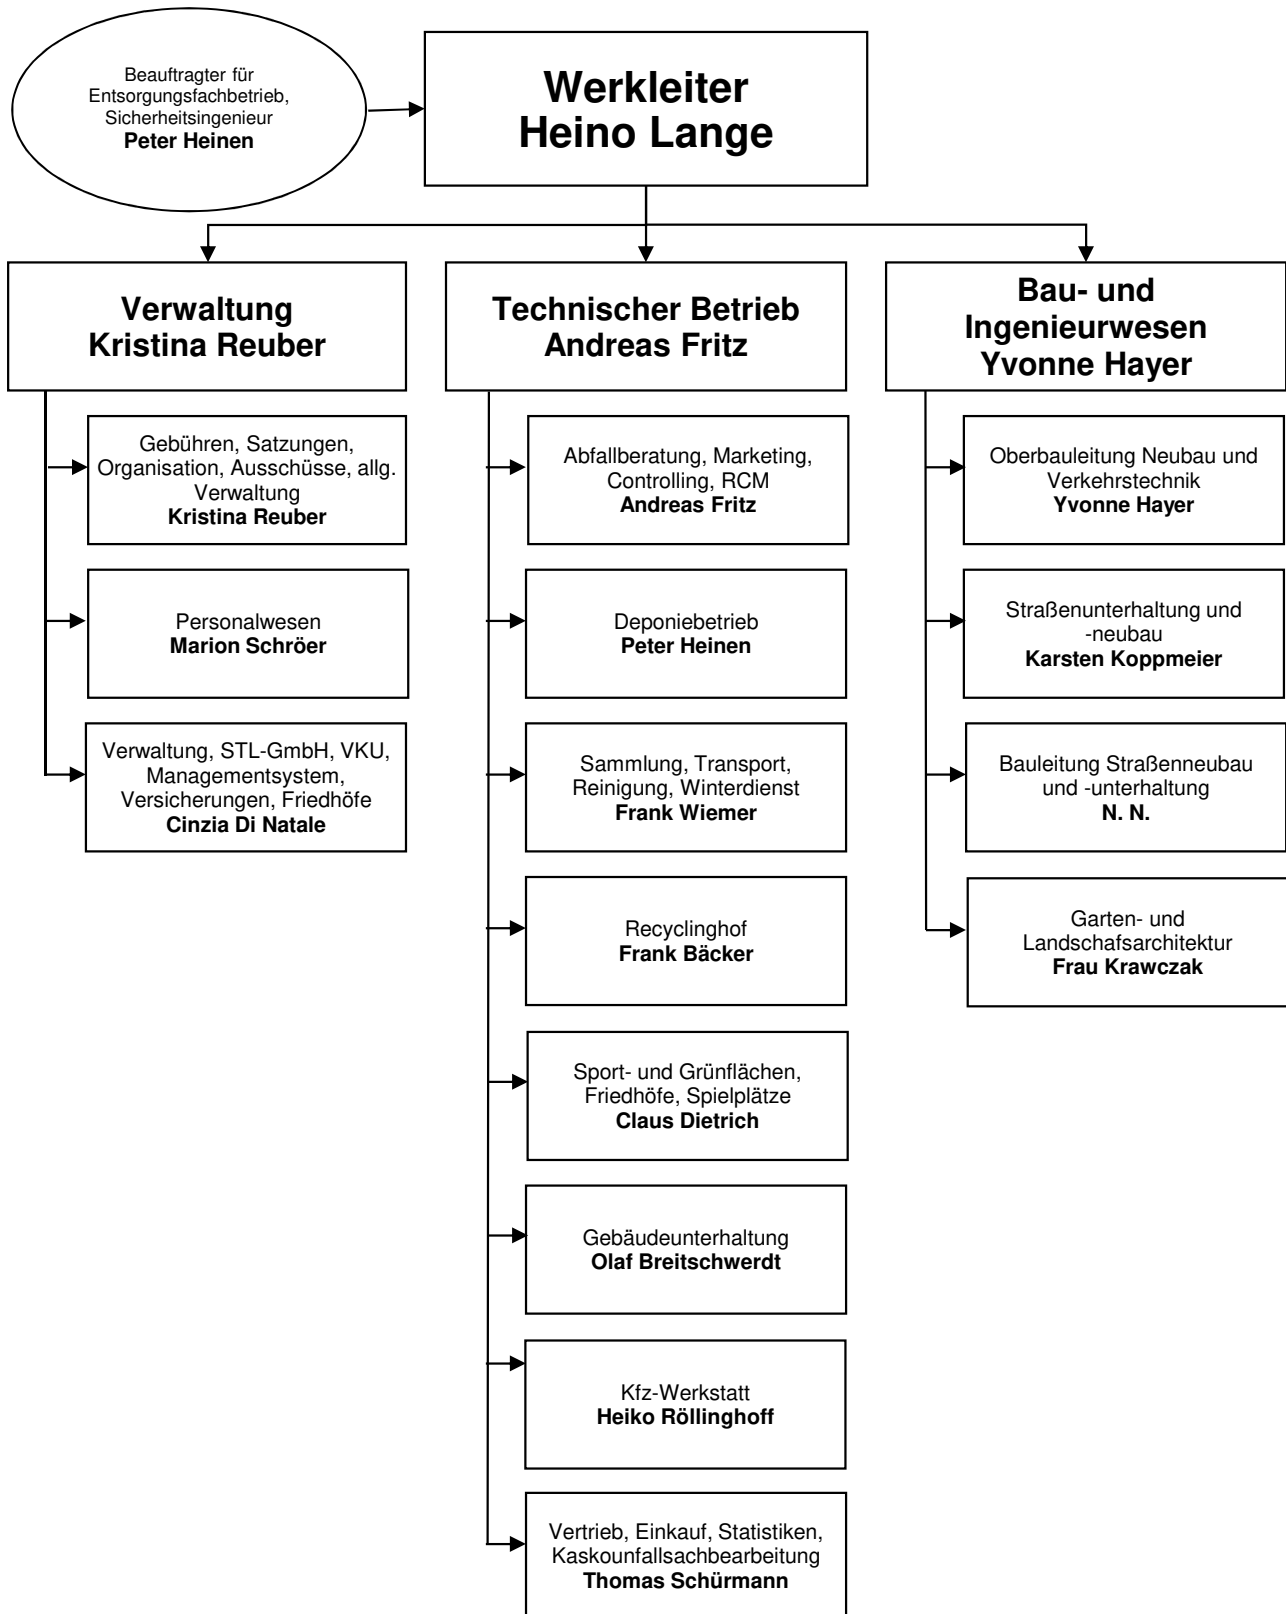 Beauftragter für
Entsorgungsfachbetrieb,
Sicherheitsingenieur
Peter Heinen
Werkleiter
Heino Lange
Verwaltung
Kristina Reuber
Gebühren, Satzungen,
Organisation, Ausschüsse, allg.
Verwaltung
Kristina Reuber
Personalwesen
Marion Schröer
Verwaltung, STL-GmbH, VKU,
Managementsystem,
Versicherungen, Friedhöfe
Cinzia Di Natale
Technischer Betrieb
Andreas Fritz
Abfallberatung, Marketing,
Controlling, RCM
Andreas Fritz
Deponiebetrieb
Peter Heinen
Sammlung, Transport,
Reinigung, Winterdienst
Frank Wiemer
Recyclinghof
Frank Bäcker
Sport- und Grünflächen,
Friedhöfe, Spielplätze
Claus Dietrich
Gebäudeunterhaltung
Olaf Breitschwerdt
Kfz-Werkstatt
Heiko Röllinghoff
Vertrieb, Einkauf, Statistiken,
Kaskounfallsachbearbeitung
Thomas Schürmann
Bau- und
Ingenieurwesen
Yvonne Hayer
Oberbauleitung Neubau und
Verkehrstechnik
Yvonne Hayer
Straßenunterhaltung und
-neubau
Karsten Koppmeier
Bauleitung Straßenneubau
und -unterhaltung
N. N.
Garten- und
Landschafsarchitektur
Frau Krawczak